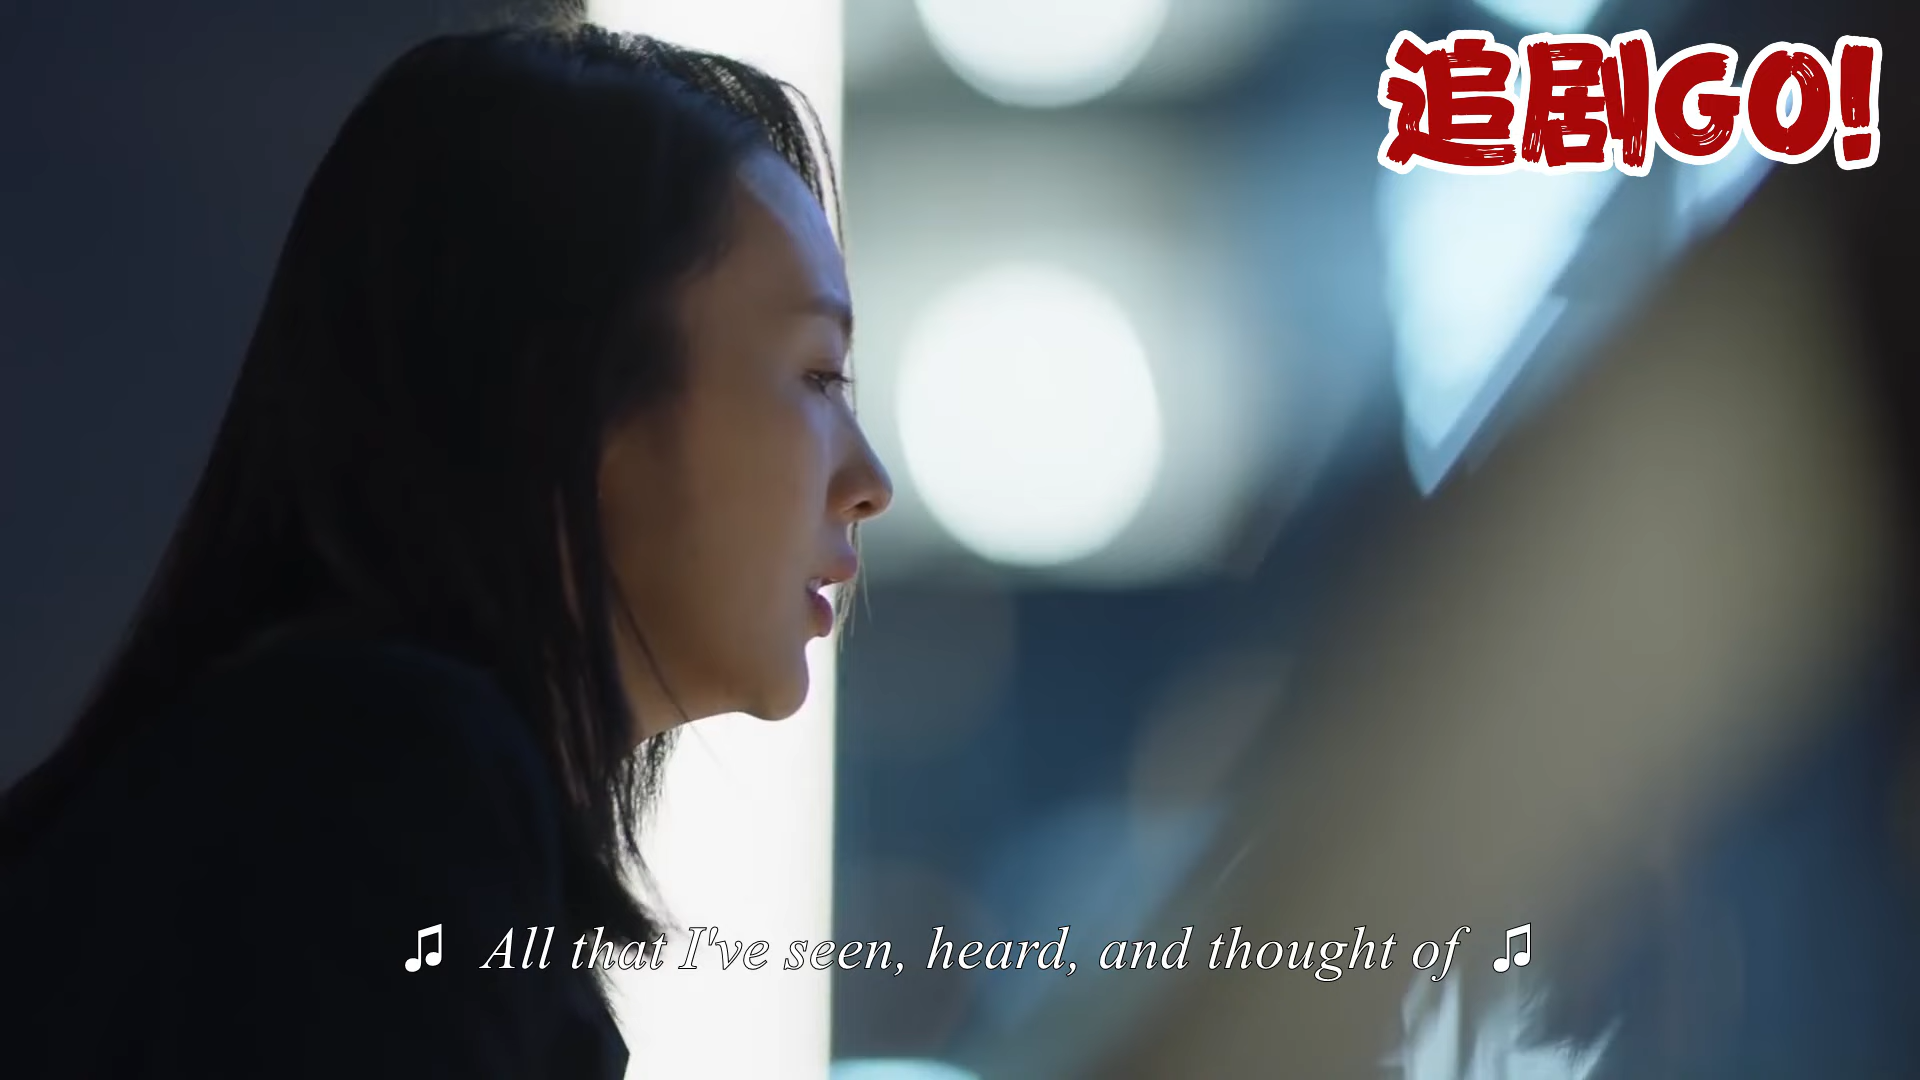 追剧GO!
♫ All that I've seen, heard, and thought of ♫